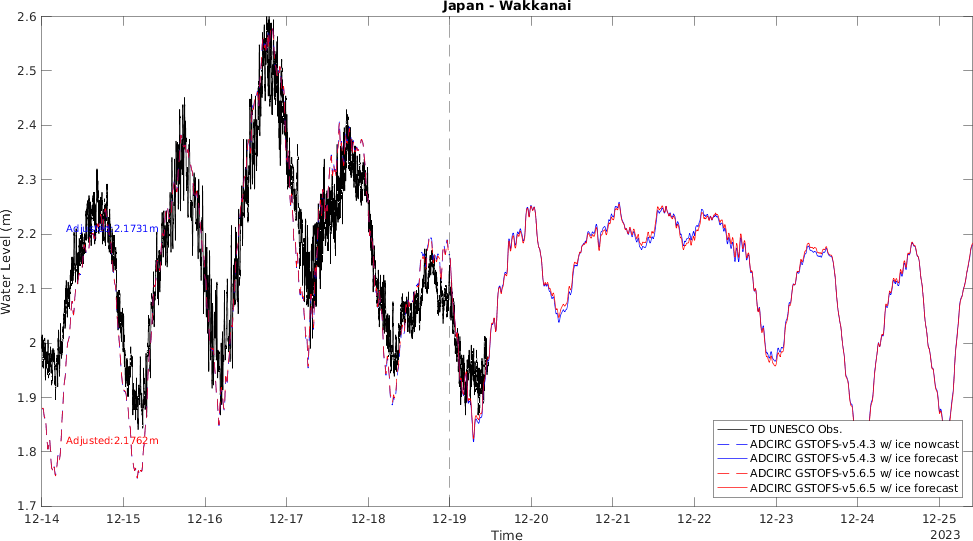 Japan - Wakkanai
2.6
2.5
2.4
2.3
2.2
2.1
2
1.9
1.8
1.7
Water Level (m)
Adjusted:2.1731m
Adjusted:2.1762m
TD UNESCO Obs.
ADCIRC GSTOFS-v5.4.3 w/ ice nowcast
ADCIRC GSTOFS-v5.4.3 w/ ice forecast
ADCIRC GSTOFS-v5.6.5 w/ ice nowcast
ADCIRC GSTOFS-v5.6.5 w/ ice forecast
12-14 12-15 12-16 12-17 12-18 12-19 12-20 12-21 12-22 12-23 12-24 12-25
Time
2023